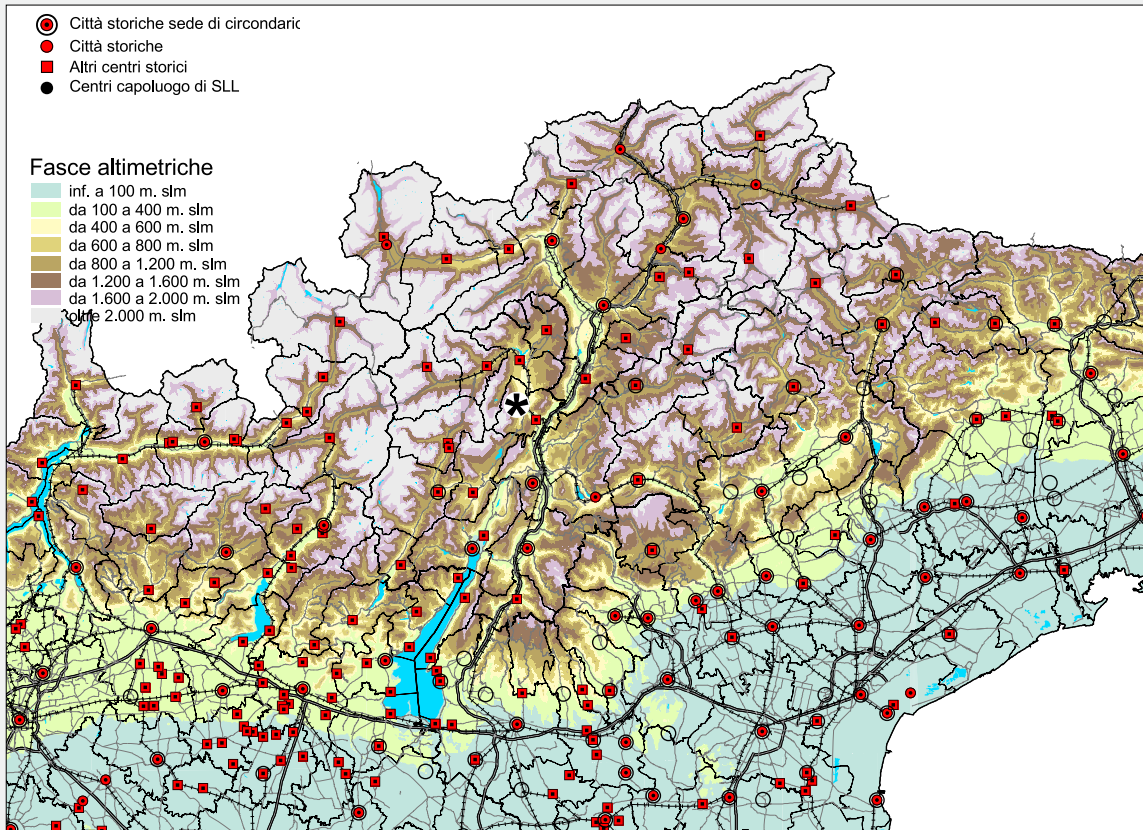 Città storiche sede di circondaric
Città storiche
Altri centri storici
Centri capoluogo di SLL
Fasce altimetriche
inf. a 100 m. slm
da 100 a 400 m. slm
da 400 a 600 m. slm
da 600 a 800 m. slm
da 800 a 1.200 m. slm
da 1.200 a 1.600 m. slm
da 1.600 a 2.000 m. slm
oltre 2.000 m. slm
*